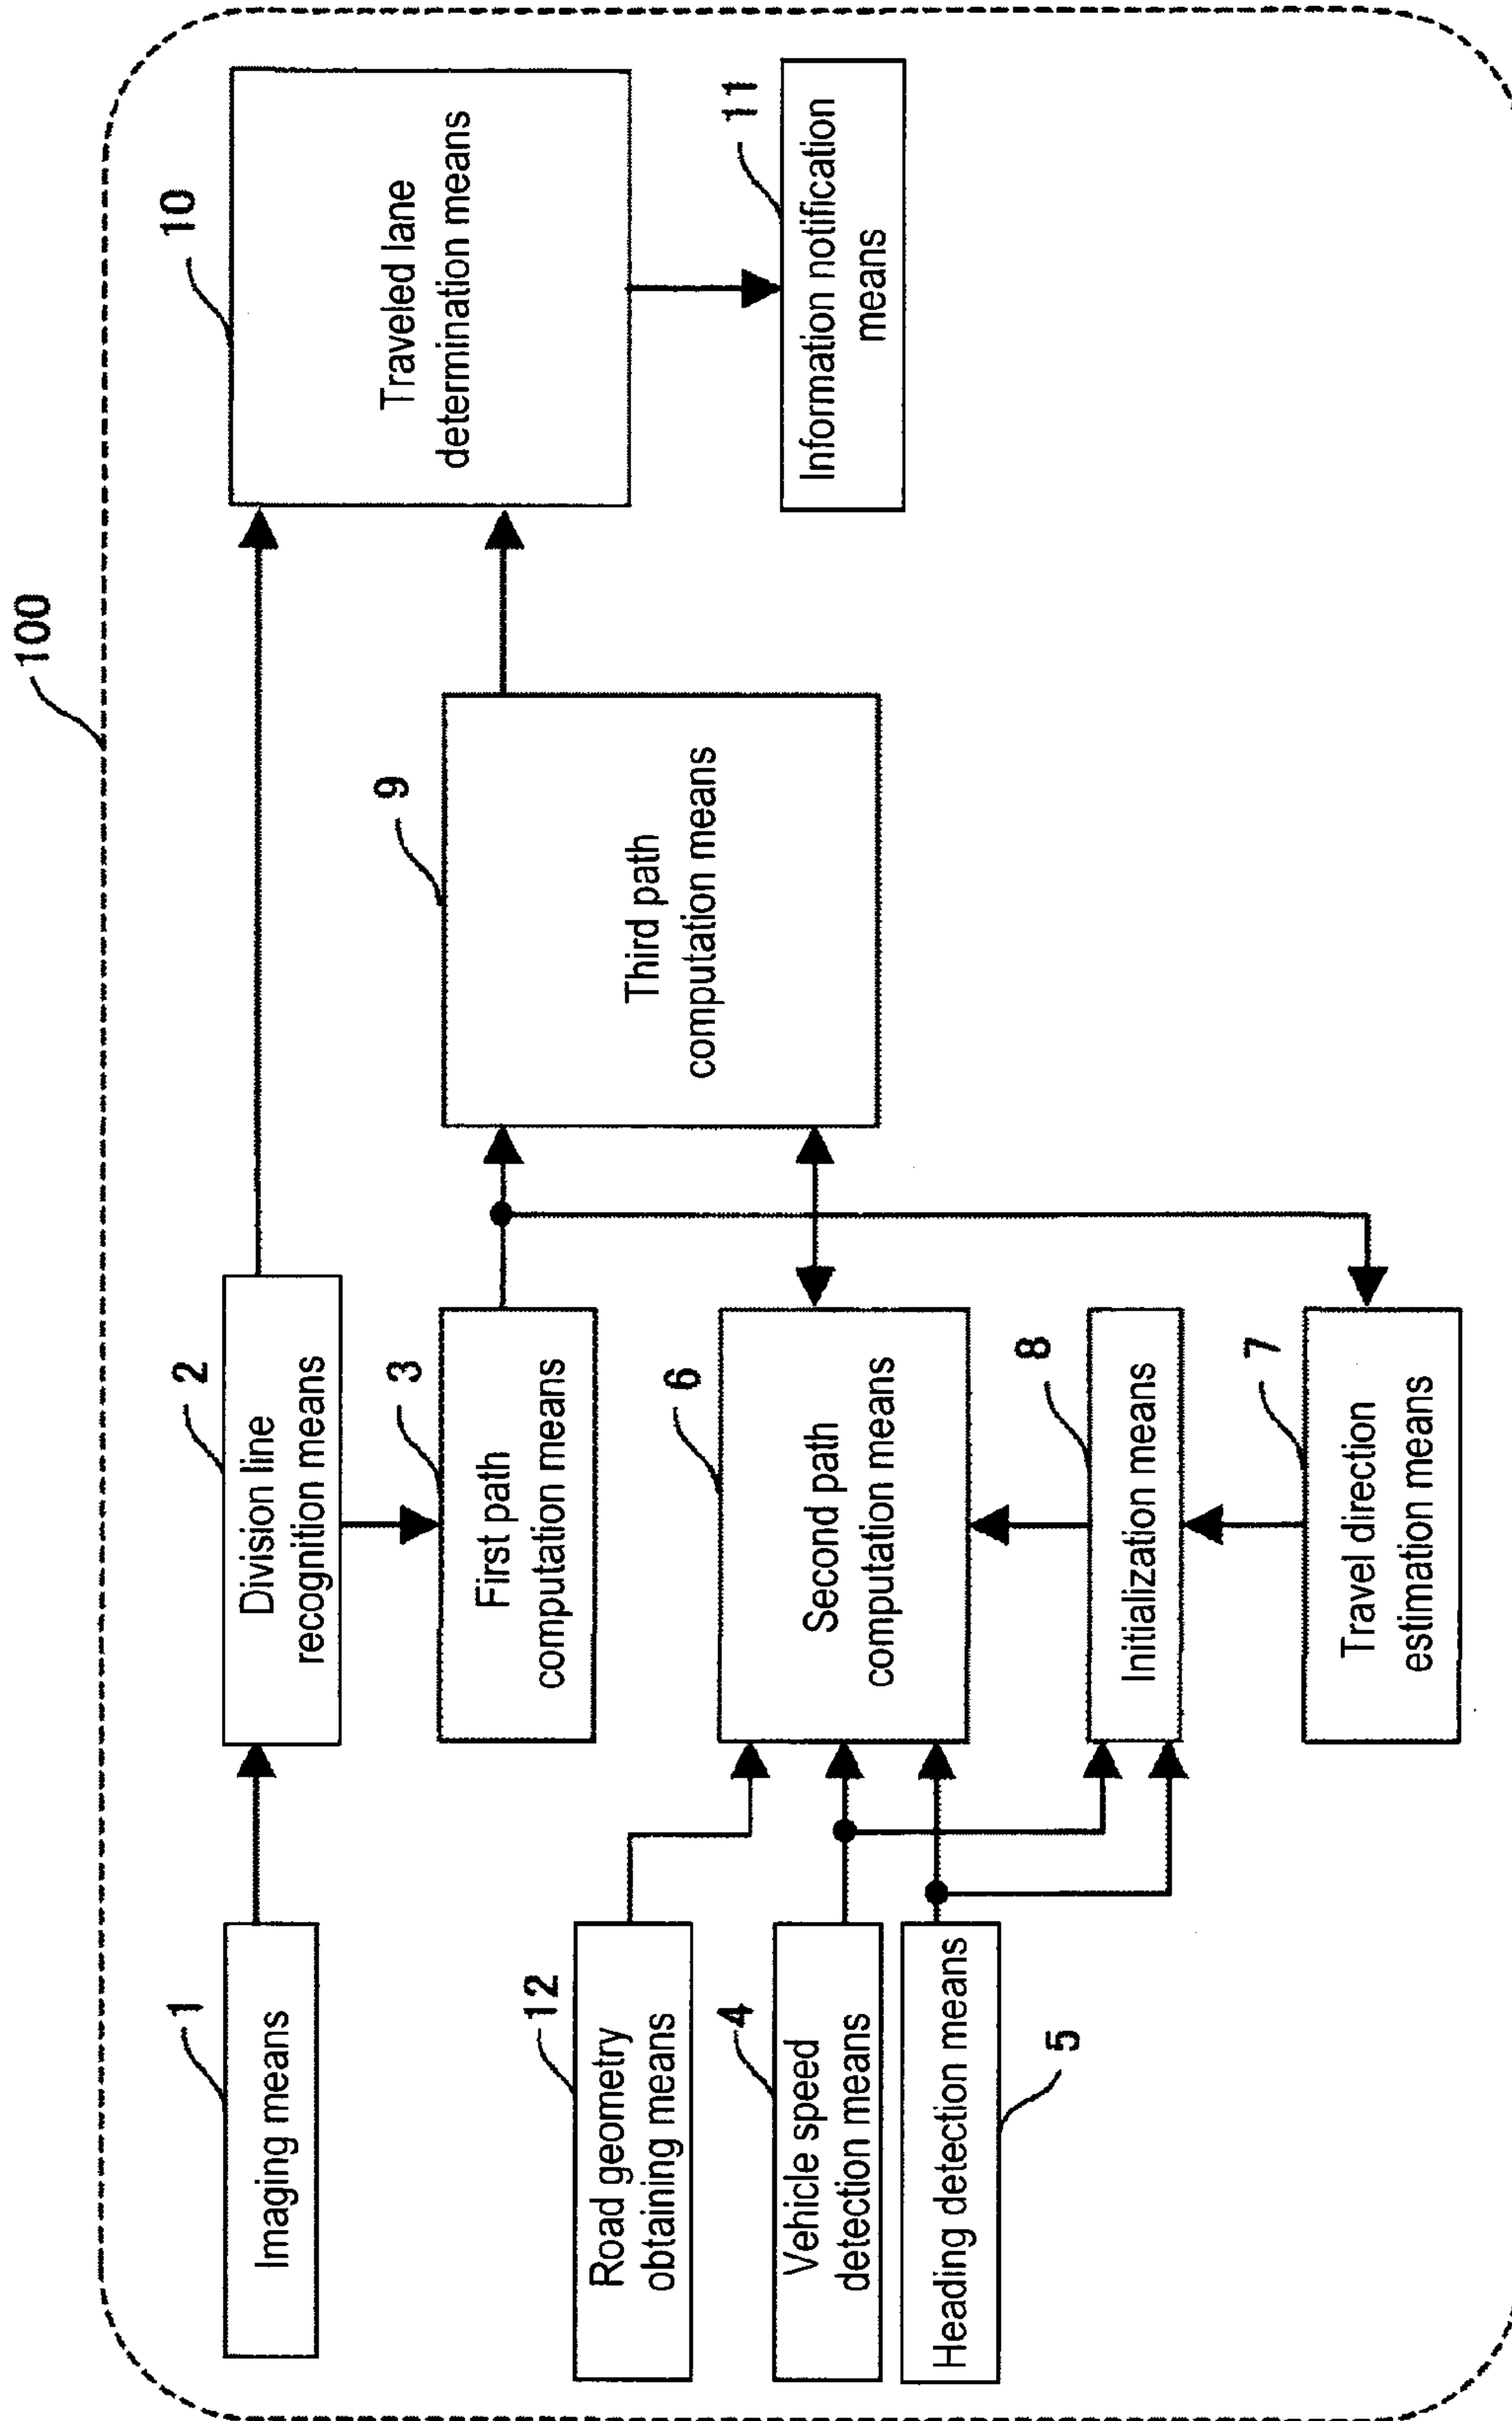 100
1
Imaging means
2
Division line
recognition means
10
Traveled lane
determination means
3
First path
computation means
9
Third path
computation means
11
Information notification
means
12
Road geometry
obtaining means
6
Second path
computation means
4
Vehicle speed
detection means
Heading detection means
5
8
Initialization means
7
Travel direction
estimation means